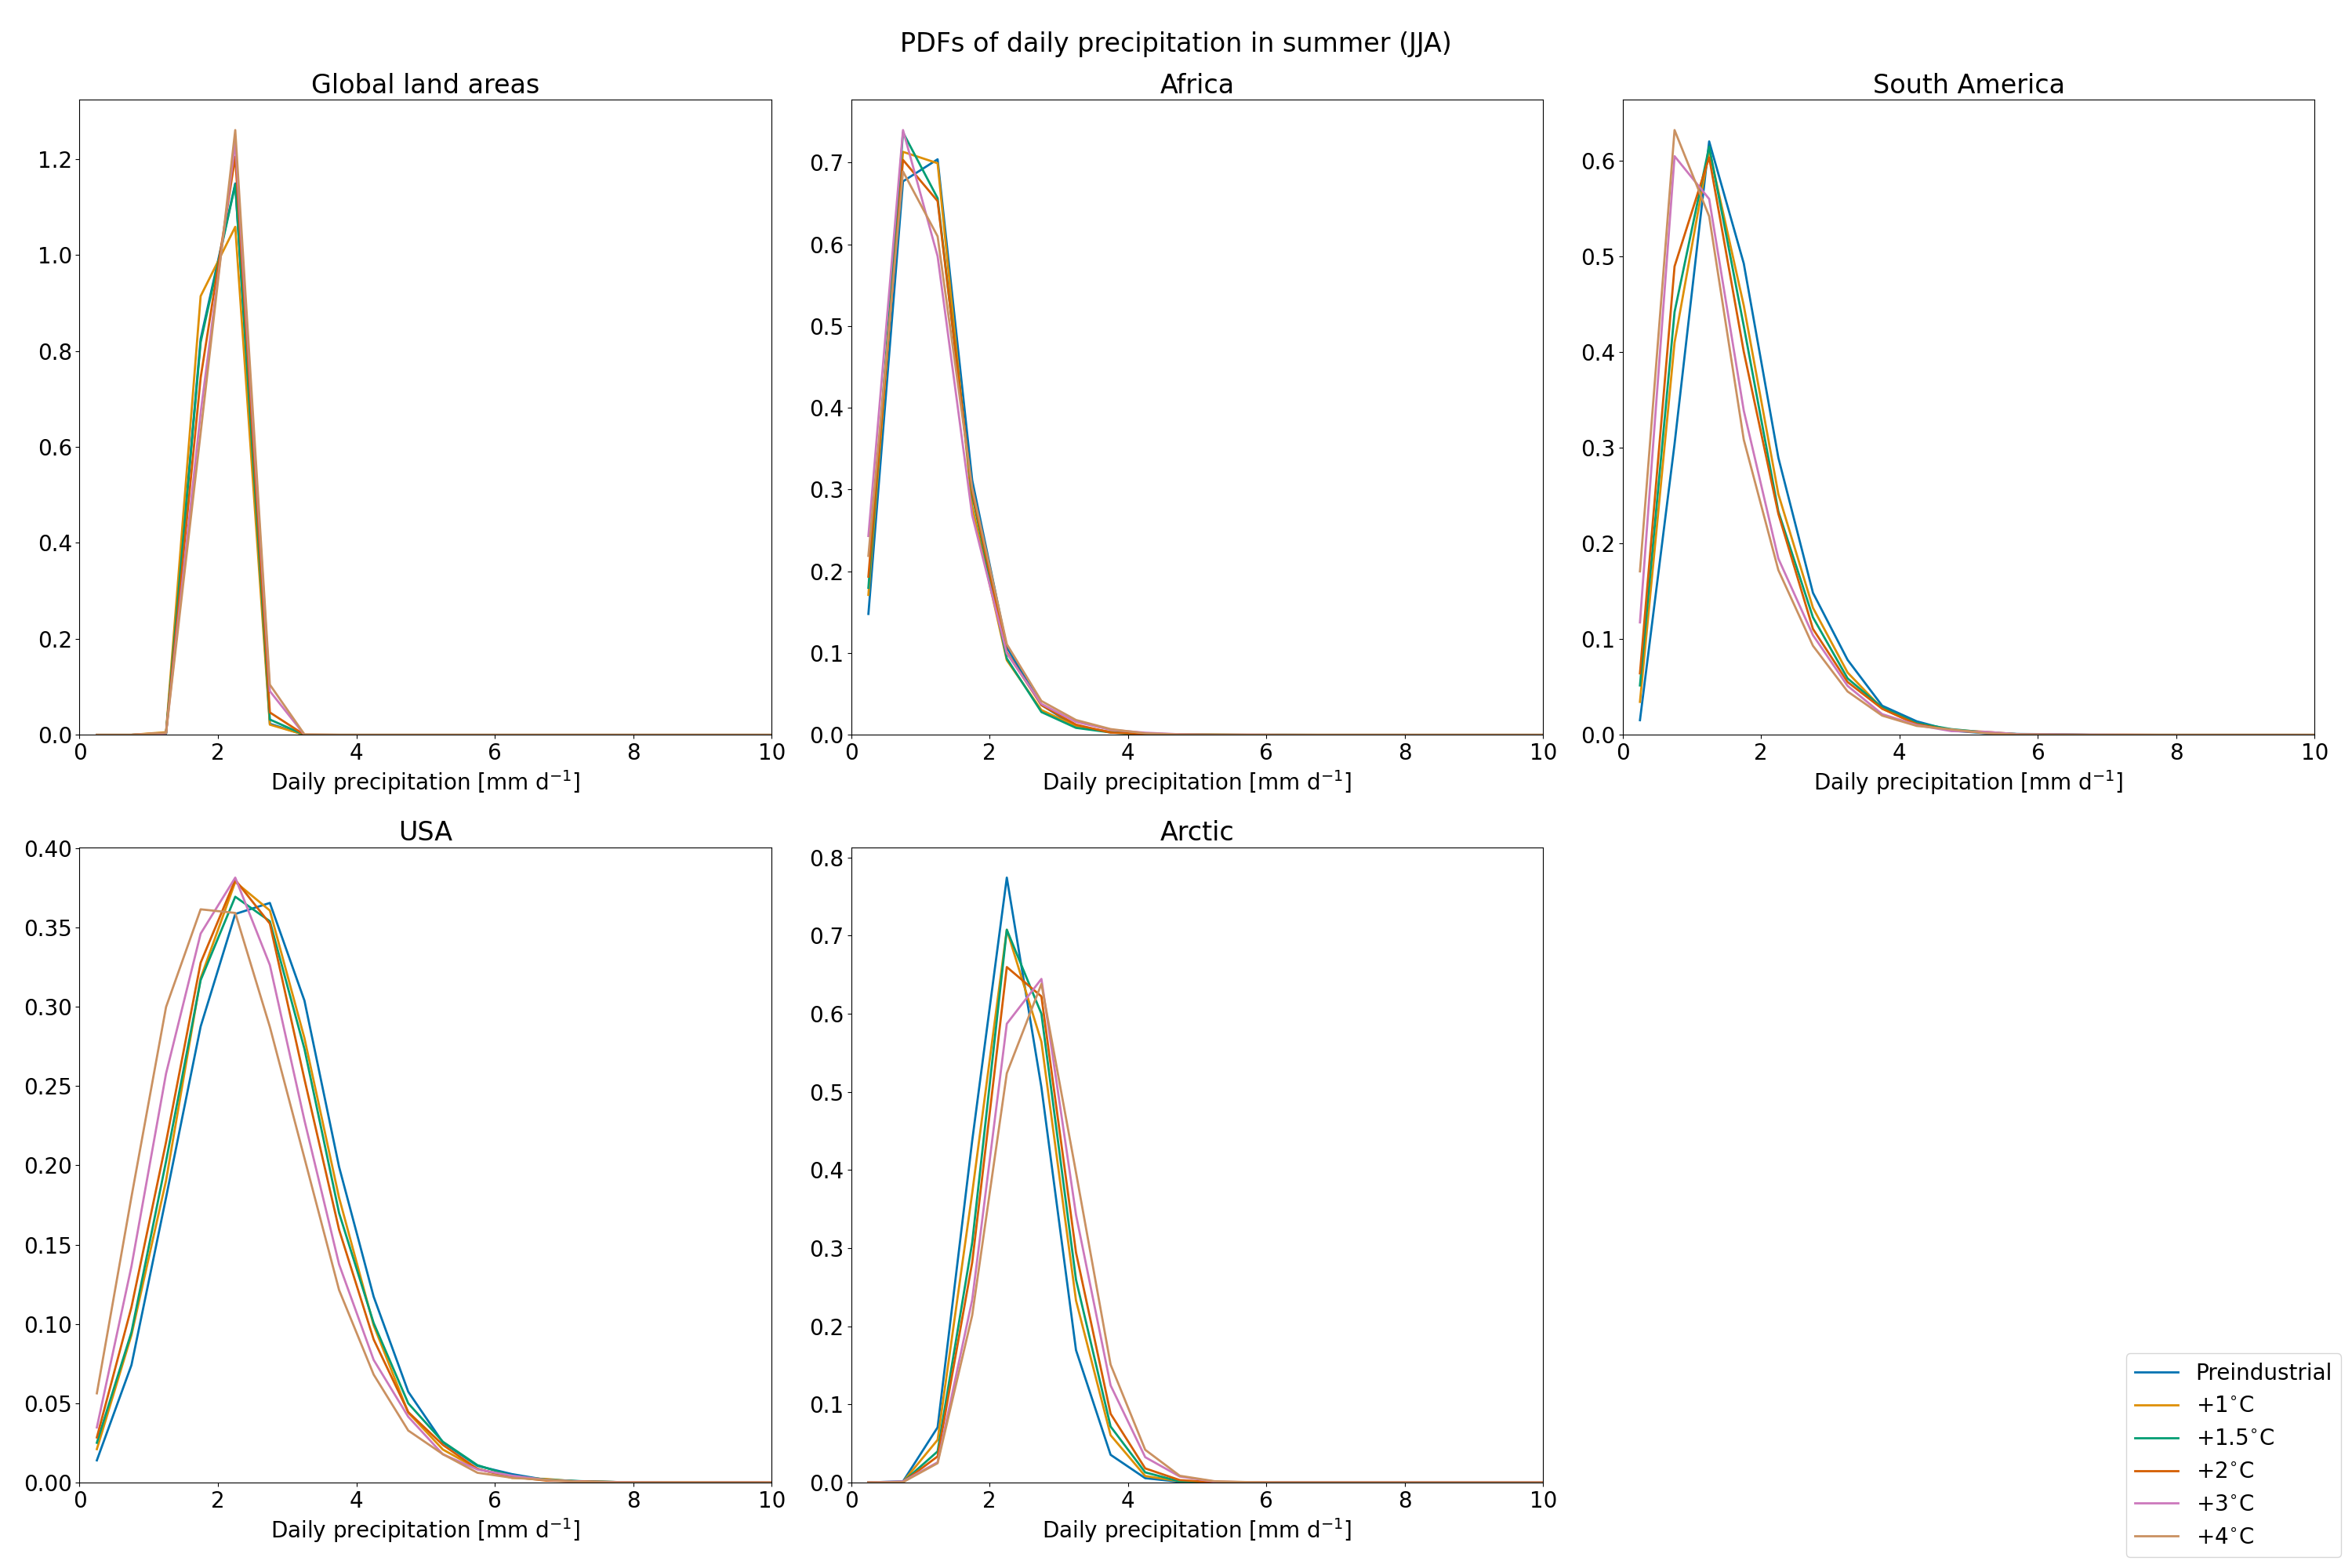 PDFs of daily precipitation in summer (JJA)
Global land areas
1.2
1.0
0.8
0.6
0.4
0.2
0.0
0 2 4 6 8 10
Daily precipitation [mm d⁻¹]
Africa
0.7
0.6
0.5
0.4
0.3
0.2
0.1
0.0
0 2 4 6 8 10
Daily precipitation [mm d⁻¹]
South America
0.6
0.5
0.4
0.3
0.2
0.1
0.0
0 2 4 6 8 10
Daily precipitation [mm d⁻¹]
USA
0.40
0.35
0.30
0.25
0.20
0.15
0.10
0.05
0.00
0 2 4 6 8 10
Daily precipitation [mm d⁻¹]
Arctic
0.8
0.7
0.6
0.5
0.4
0.3
0.2
0.1
0.0
0 2 4 6 8 10
Daily precipitation [mm d⁻¹]
Preindustrial
+1°C
+1.5°C
+2°C
+3°C
+4°C